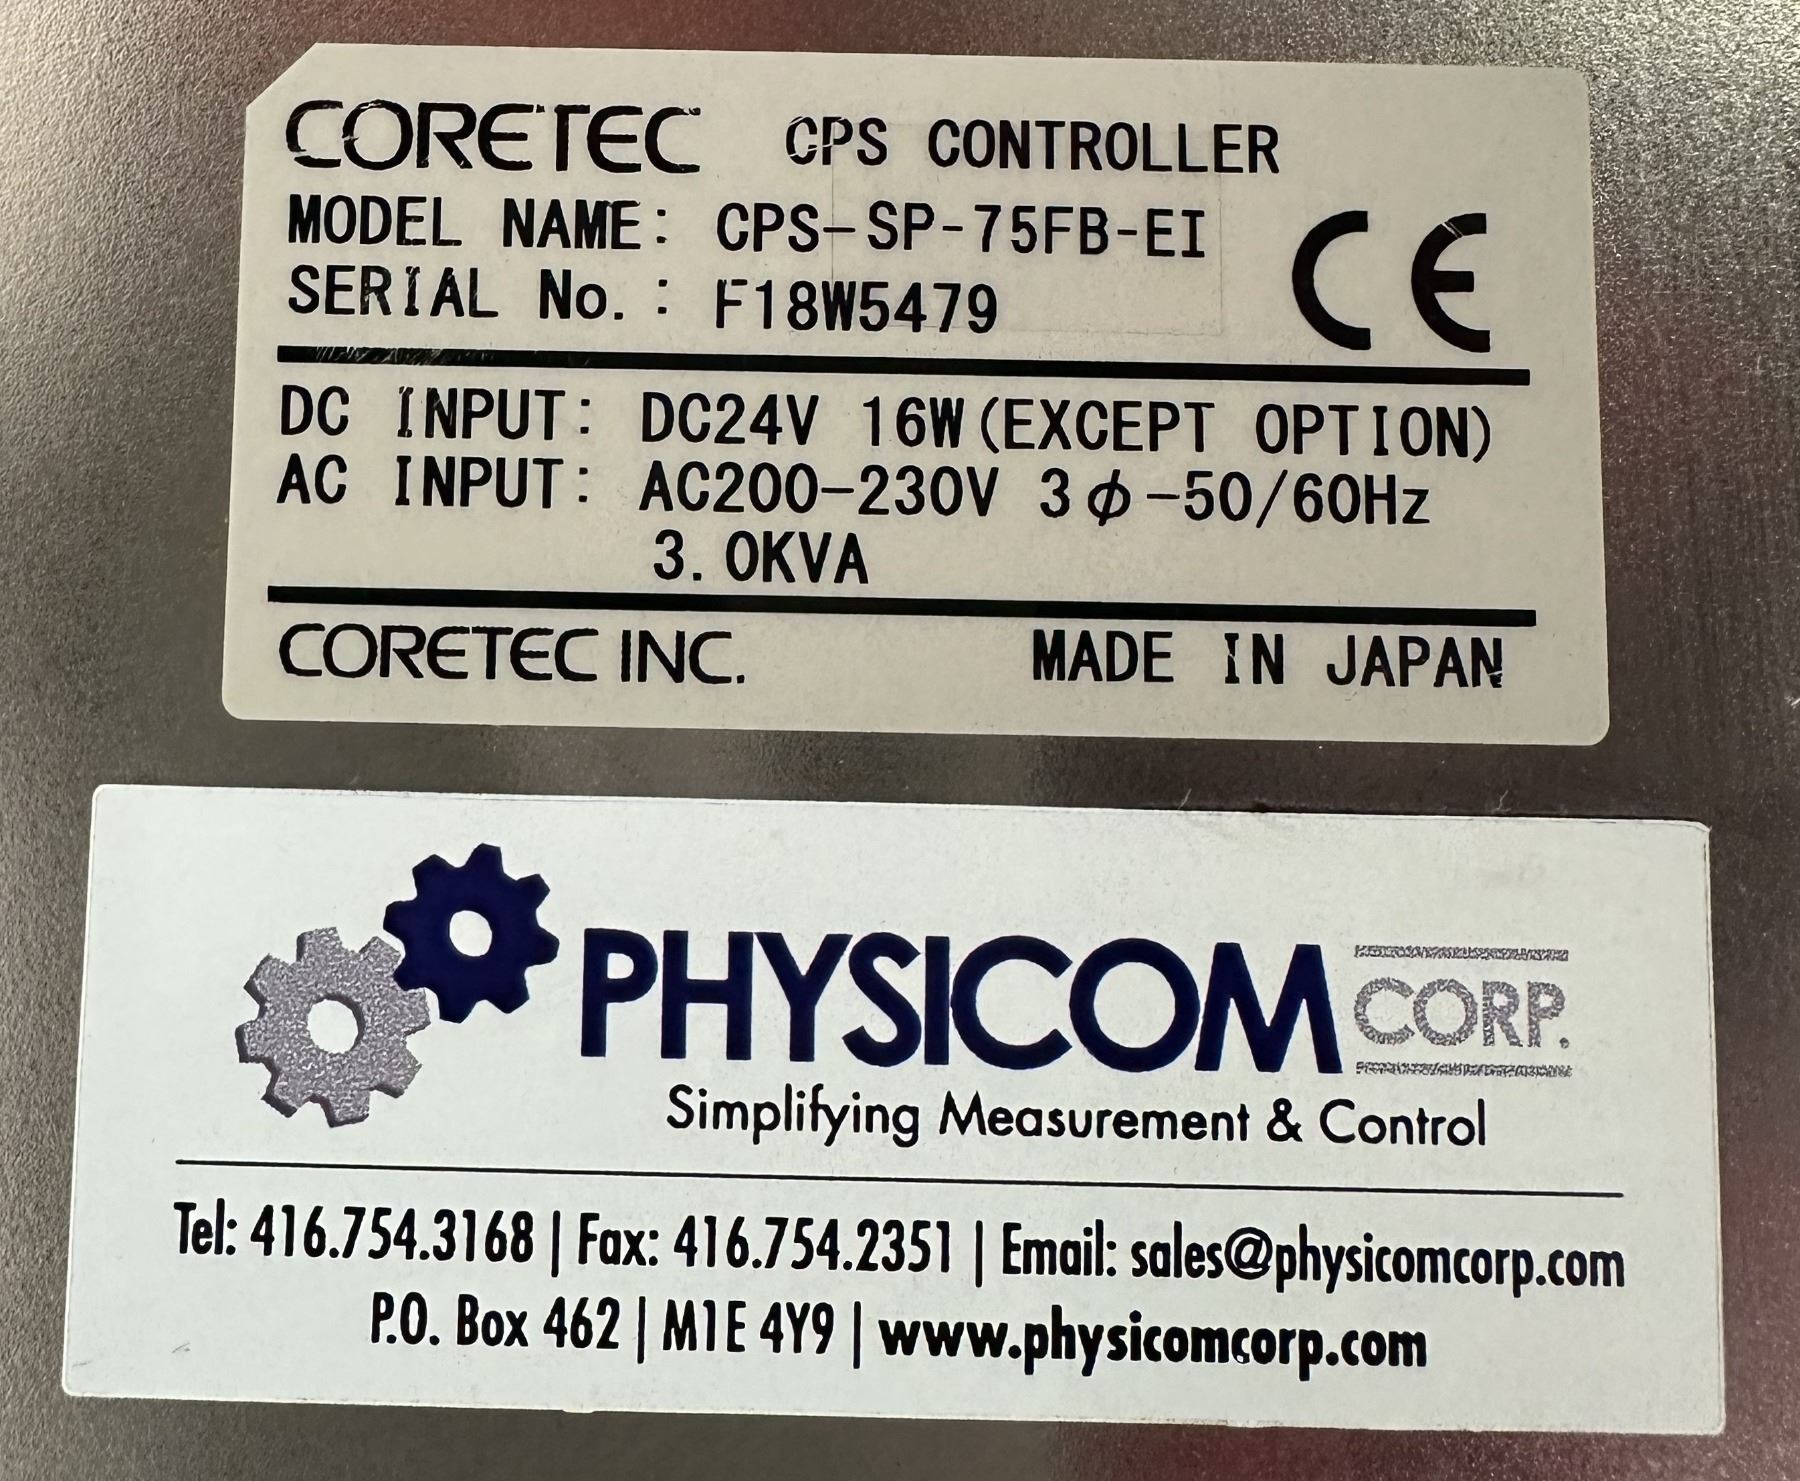 CORETEC CPS CONTROLLER
MODEL NAME: CPS-SP-75FB-EI
SERIAL No.: F18W5479
CE
DC INPUT: DC24V 16W(EXCEPT OPTION)
AC INPUT: AC200-230V 3ϕ-50/60Hz
3.0KVA
CORETEC INC. MADE IN JAPAN
PHYSICOM CORP.
Simplifying Measurement & Control
Tel: 416.754.3168 | Fax: 416.754.2351 | Email: sales@physicomcorp.com
P.O. Box 462 | M1E 4Y9 | www.physicomcorp.com